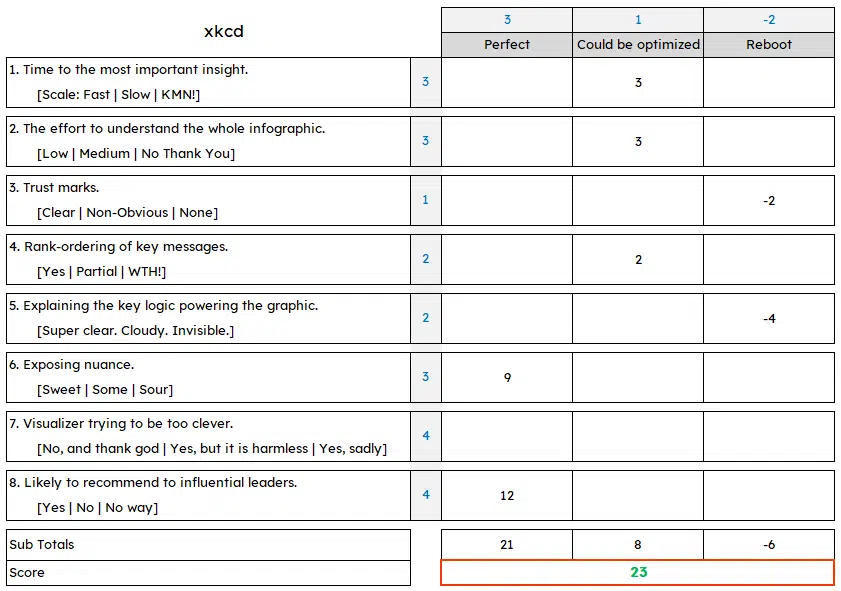 xkcd
3 1 -2
Perfect Could be optimized Reboot
1. Time to the most important insight.
[Scale: Fast | Slow | KMN!]
3 3
2. The effort to understand the whole infographic.
[Low | Medium | No Thank You]
3 3
3. Trust marks.
[Clear | Non-Obvious | None]
1 -2
4. Rank-ordering of key messages.
[Yes | Partial | WTH!]
2 2
5. Explaining the key logic powering the graphic.
[Super clear. Cloudy. Invisible.]
2 -4
6. Exposing nuance.
[Sweet | Some | Sour]
3 9
7. Visualizer trying to be too clever.
[No, and thank god | Yes, but it is harmless | Yes, sadly]
4
8. Likely to recommend to influential leaders.
[Yes | No | No way]
4 12
Sub Totals 21 8 -6
Score 23